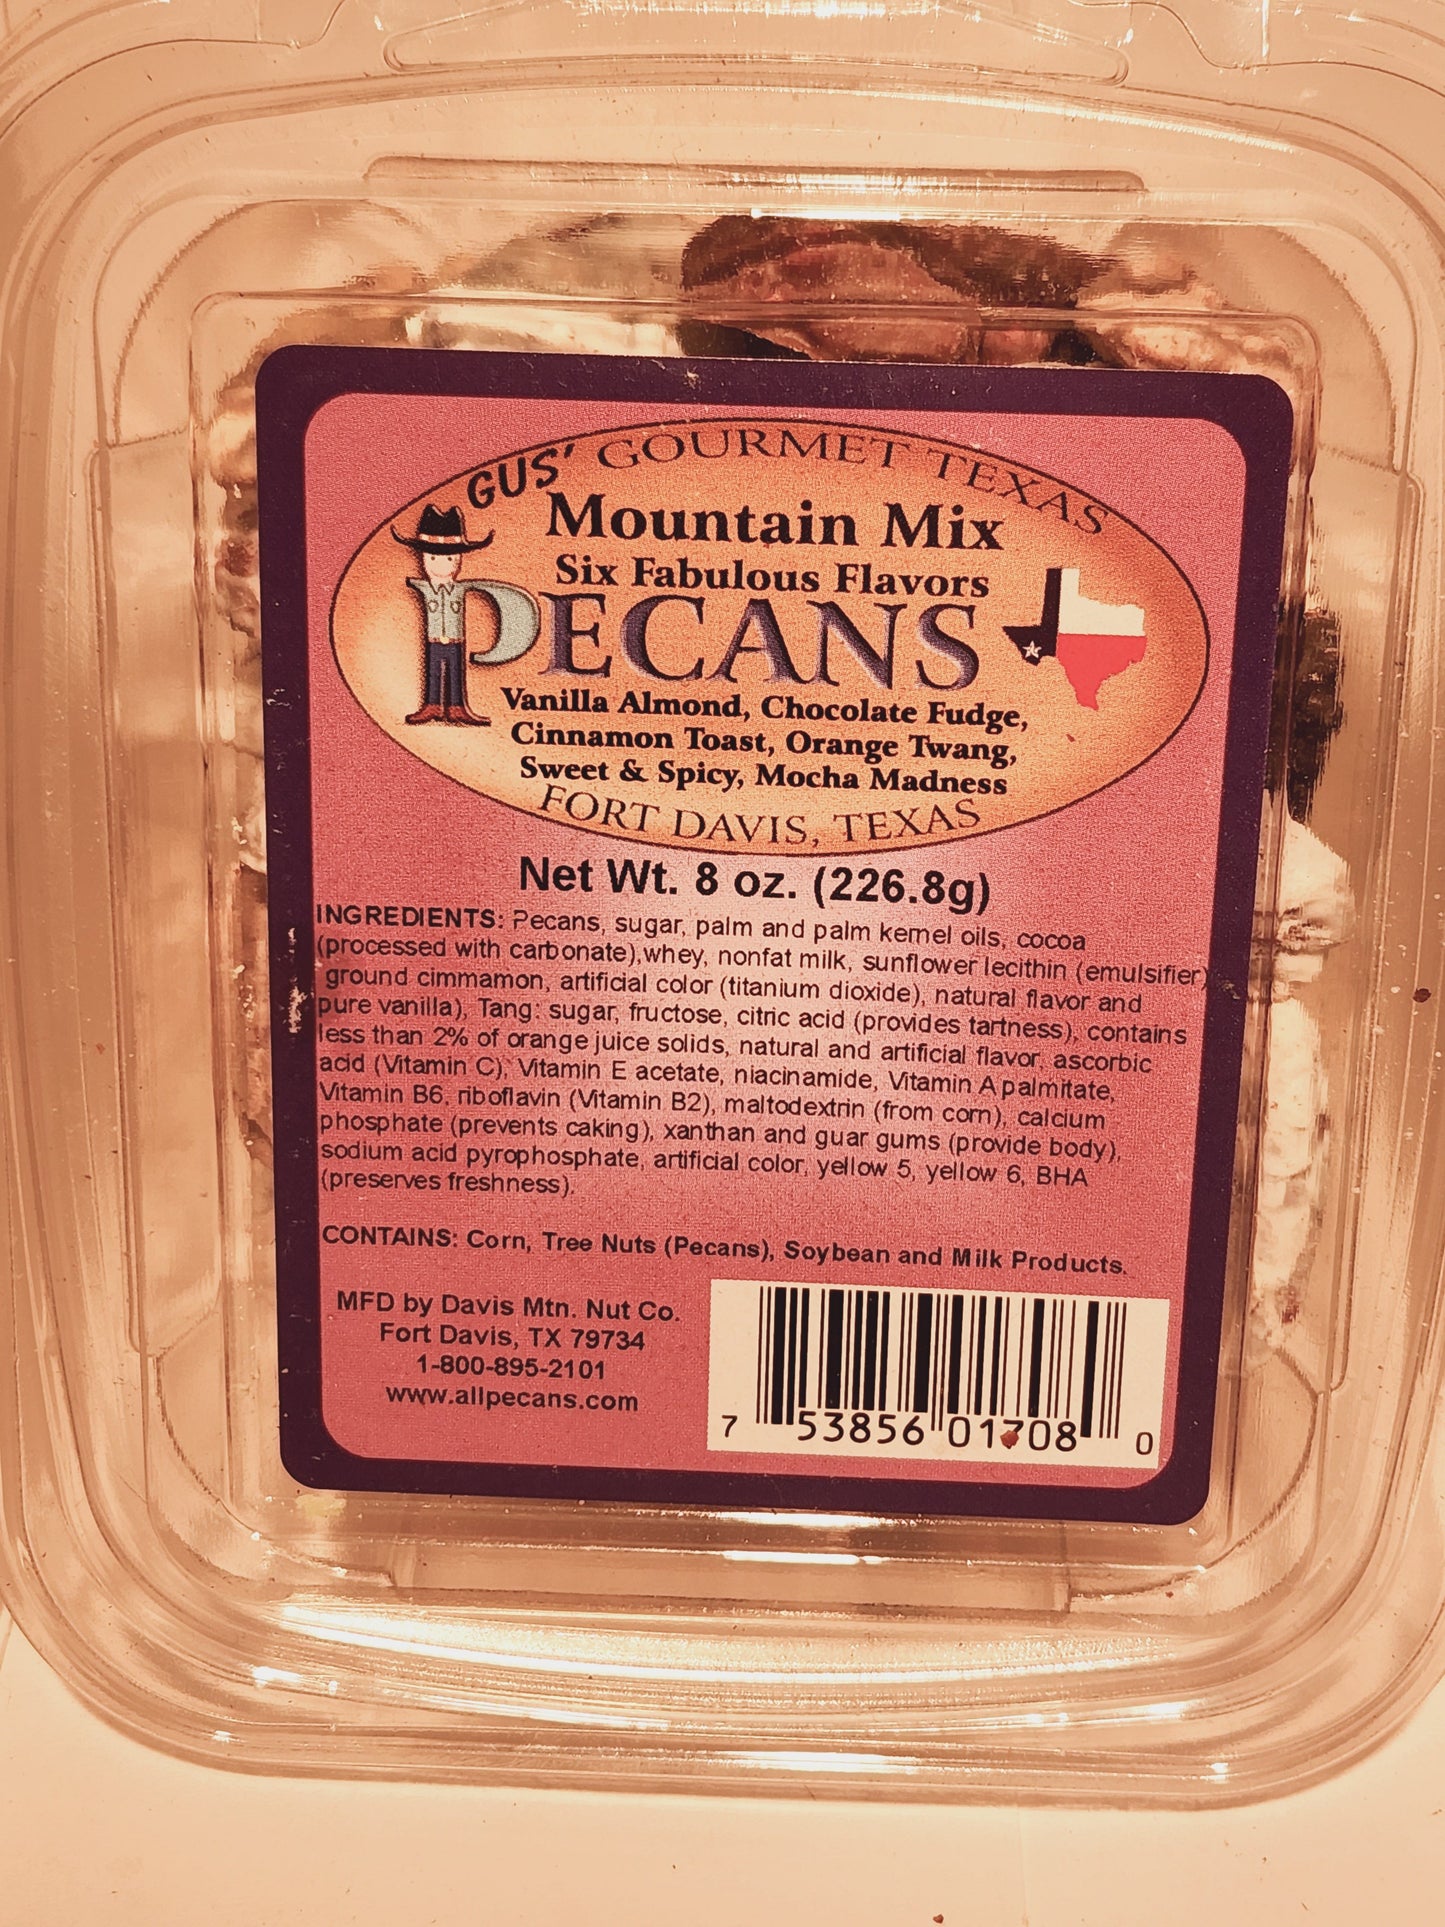 GUS' GOURMET TEXAS
Mountain Mix
Six Fabulous Flavors
PECANS
Vanilla Almond, Chocolate Fudge,
Cinnamon Toast, Orange Twang,
Sweet & Spicy, Mocha Madness
FORT DAVIS, TEXAS
Net Wt. 8 oz. (226.8g)
INGREDIENTS: Pecans, sugar, palm and palm kernel oils, cocoa
(processed with carbonate),whey, nonfat milk, sunflower lecithin (emulsifier)
ground cimmamon, artificial color (titanium dioxide), natural flavor and
pure vanilla), Tang: sugar, fructose, citric acid (provides tartness), contains
less than 2% of orange juice solids, natural and artificial flavor, ascorbic
acid (Vitamin C), Vitamin E acetate, niacinamide, Vitamin A palmitate,
Vitamin B6, riboflavin (Vitamin B2), maltodextrin (from corn), calcium
phosphate (prevents caking), xanthan and guar gums (provide body),
sodium acid pyrophosphate, artificial color, yellow 5, yellow 6, BHA
(preserves freshness).
CONTAINS: Corn, Tree Nuts (Pecans), Soybean and Milk Products.
MFD by Davis Mtn. Nut Co.
Fort Davis, TX 79734
1-800-895-2101
www.allpecans.com
7 53856 01708 0